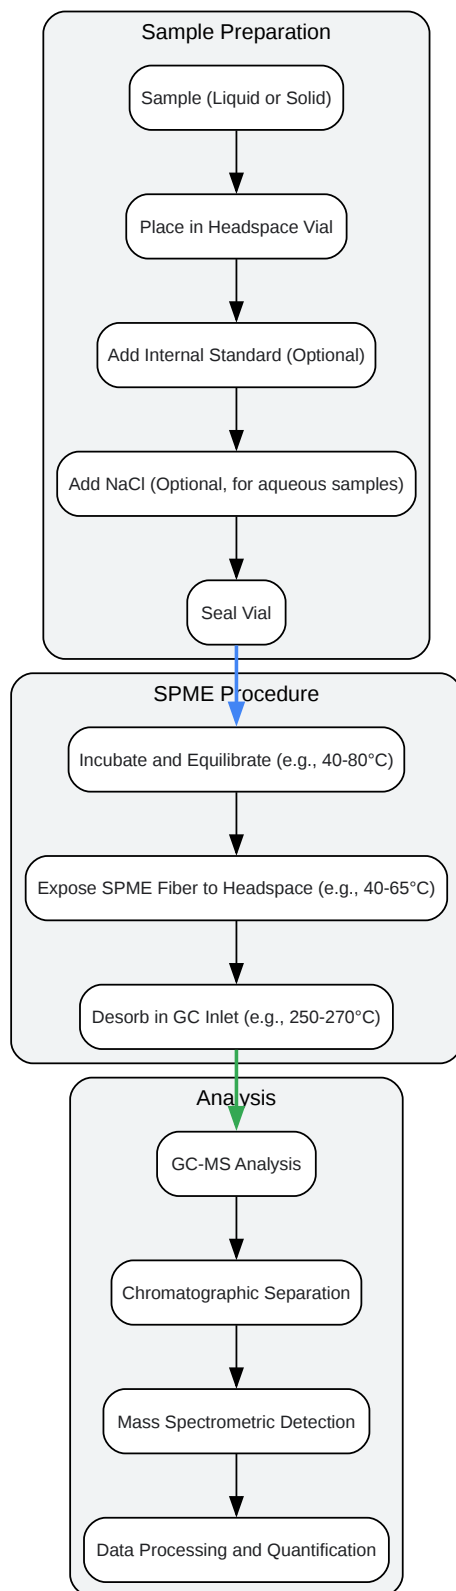 Sample Preparation
Sample (Liquid or Solid)
Place in Headspace Vial
Add Internal Standard (Optional)
Add NaCl (Optional, for aqueous samples)
Seal Vial
SPME Procedure
Incubate and Equilibrate (e.g., 40-80°C)
Expose SPME Fiber to Headspace (e.g., 40-65°C)
Desorb in GC Inlet (e.g., 250-270°C)
Analysis
GC-MS Analysis
Chromatographic Separation
Mass Spectrometric Detection
Data Processing and Quantification